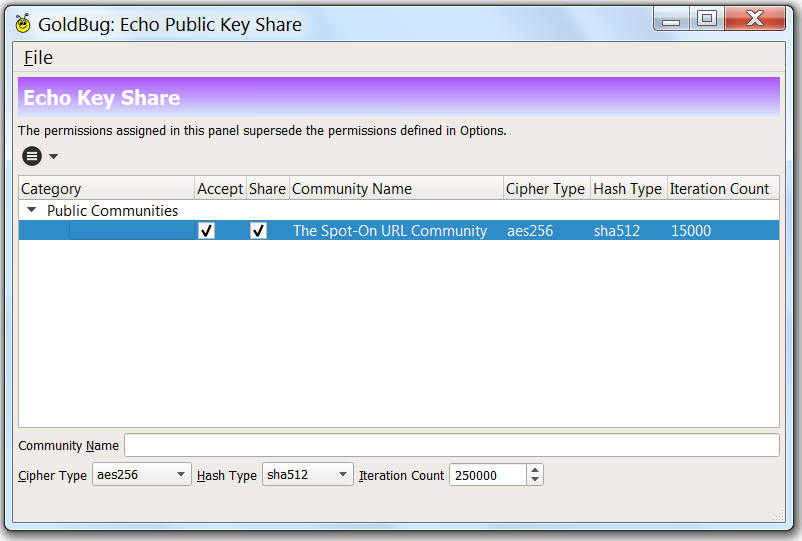 GoldBug: Echo Public Key Share
File
Echo Key Share
The permissions assigned in this panel supersede the permissions defined in Options.
Category Accept Share Community Name Cipher Type Hash Type Iteration Count
Public Communities
The Spot-On URL Community aes256 sha512 15000
Community Name
Cipher Type aes256 Hash Type sha512 Iteration Count 250000